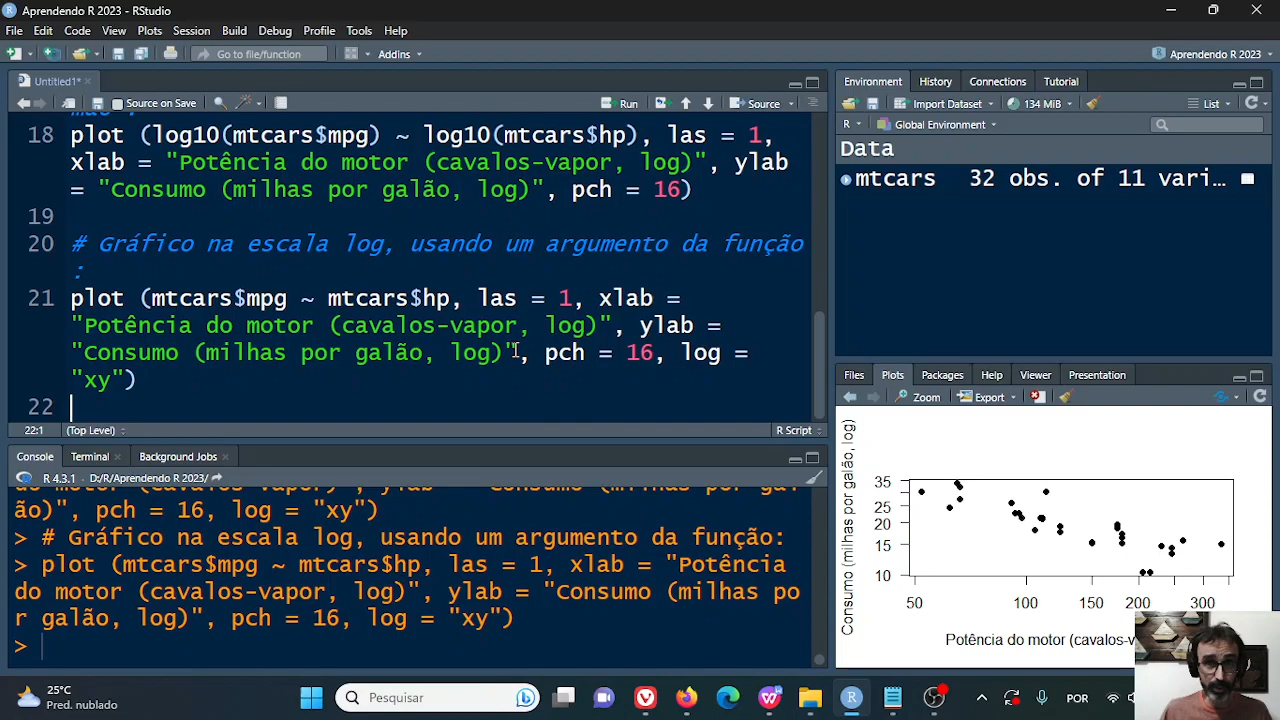 Aprendendo R 2023 - RStudio
File Edit Code View Plots Session Build Debug Profile Tools Help
Go to file/function Addins Aprendendo R 2023
Untitled1*
Source on Save Run Source
18 plot (log10(mtcars$mpg) ~ log10(mtcars$hp), las = 1,
xlab = "Potência do motor (cavalos-vapor, log)", ylab
= "Consumo (milhas por galão, log)", pch = 16)
19
20 # Gráfico na escala log, usando um argumento da função
:
21 plot (mtcars$mpg ~ mtcars$hp, las = 1, xlab =
"Potência do motor (cavalos-vapor, log)", ylab =
"Consumo (milhas por galão, log)", pch = 16, log =
"xy")
22
22:1 (Top Level) R Script
Console Terminal Background Jobs
R 4.3.1 · D:/R/Aprendendo R 2023/
ão)", pch = 16, log = "xy")
> # Gráfico na escala log, usando um argumento da função:
> plot (mtcars$mpg ~ mtcars$hp, las = 1, xlab = "Potência
do motor (cavalos-vapor, log)", ylab = "Consumo (milhas po
r galão, log)", pch = 16, log = "xy")
>
Environment History Connections Tutorial
Import Dataset 134 MiB List
R Global Environment
Data
mtcars 32 obs. of 11 vari…
Files Plots Packages Help Viewer Presentation
Zoom Export
Consumo (milhas por galão, log)
35
25
20
15
10
50 100 150 200 300
Potência do motor (cavalos-v
25°C
Pred. nublado
Pesquisar
POR